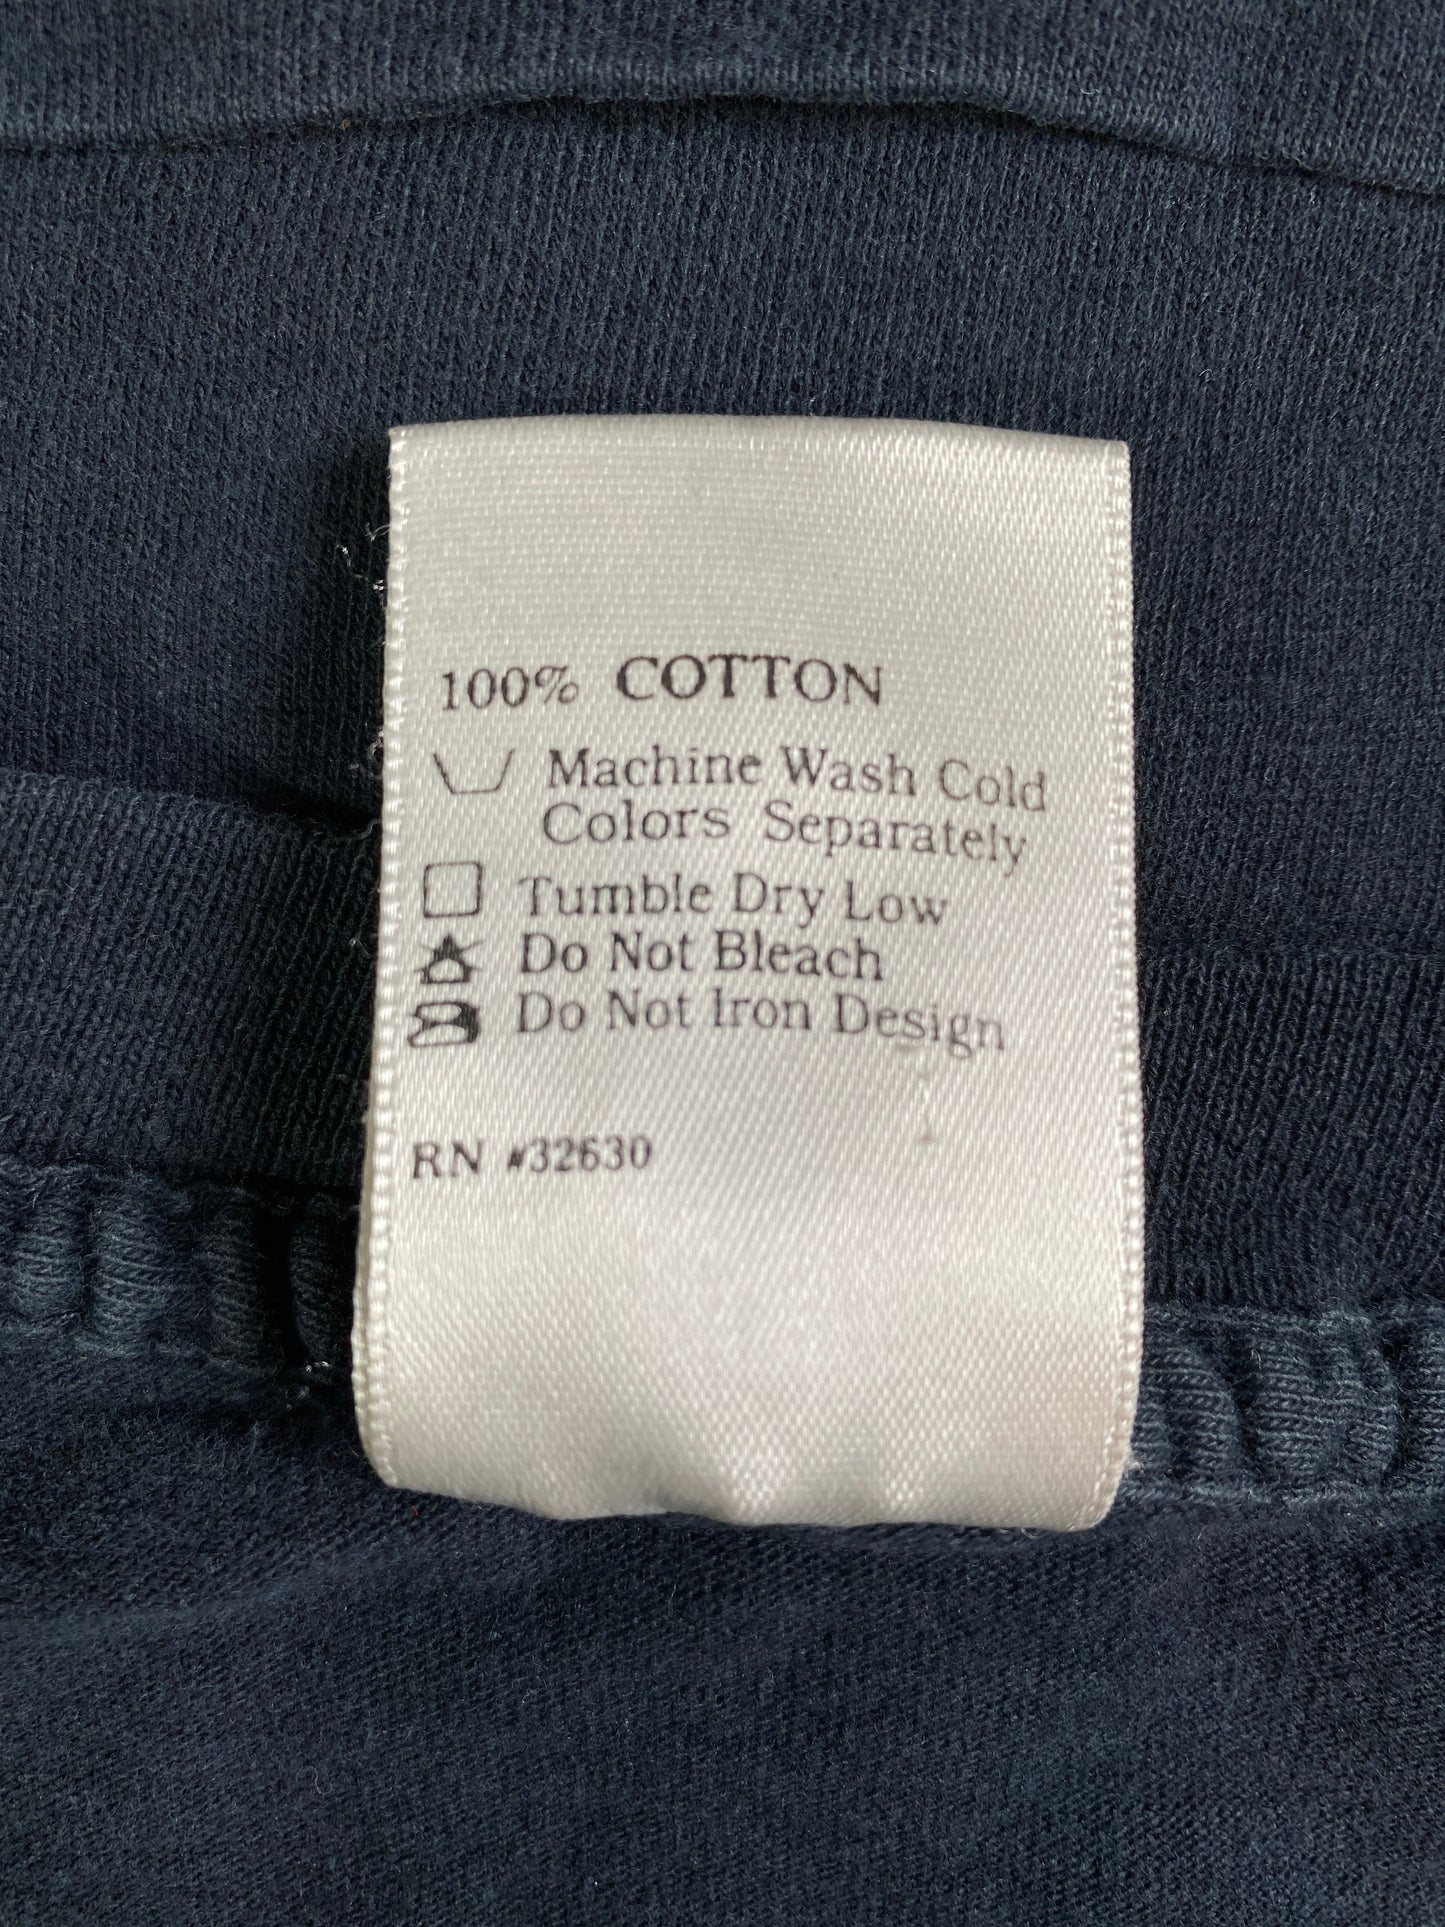 100% COTTON
Machine Wash Cold
Colors Separately
Tumble Dry Low
Do Not Bleach
Do Not Iron Design
RN #32630